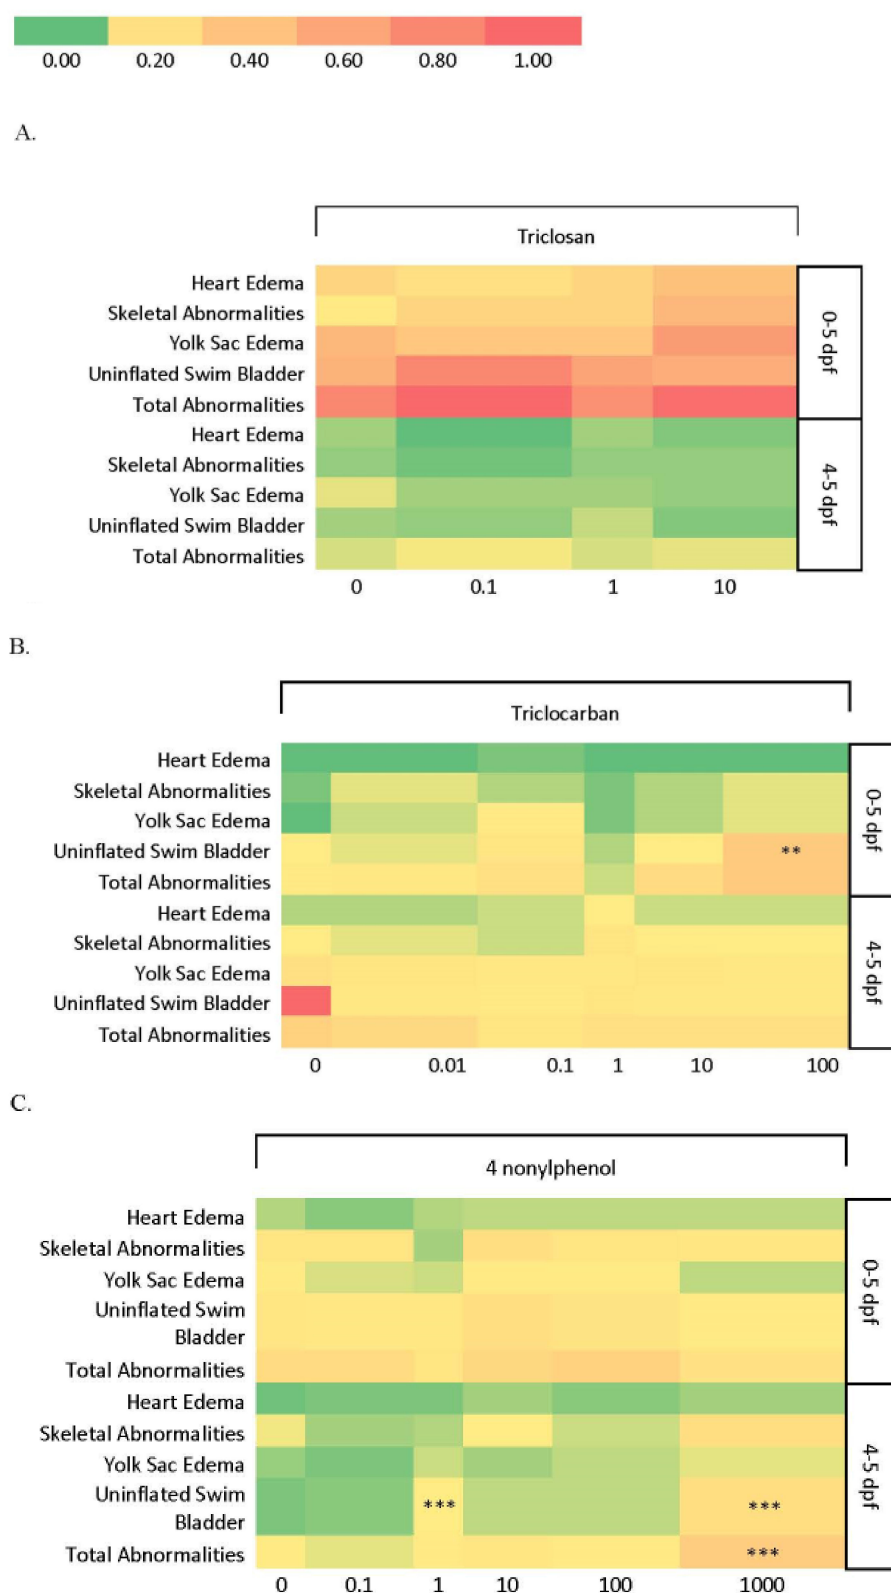 0.00 0.20 0.40 0.60 0.80 1.00
A.
Triclosan
Heart Edema
Skeletal Abnormalities
Yolk Sac Edema
Uninflated Swim Bladder
Total Abnormalities
0-5 dpf
Heart Edema
Skeletal Abnormalities
Yolk Sac Edema
Uninflated Swim Bladder
Total Abnormalities
4-5 dpf
0 0.1 1 10
B.
Triclocarban
Heart Edema
Skeletal Abnormalities
Yolk Sac Edema
Uninflated Swim Bladder **
Total Abnormalities
0-5 dpf
Heart Edema
Skeletal Abnormalities
Yolk Sac Edema
Uninflated Swim Bladder
Total Abnormalities
4-5 dpf
0 0.01 0.1 1 10 100
C.
4 nonylphenol
Heart Edema
Skeletal Abnormalities
Yolk Sac Edema
Uninflated Swim
Bladder
Total Abnormalities
0-5 dpf
Heart Edema
Skeletal Abnormalities
Yolk Sac Edema
Uninflated Swim
Bladder *** ***
Total Abnormalities ***
4-5 dpf
0 0.1 1 10 100 1000